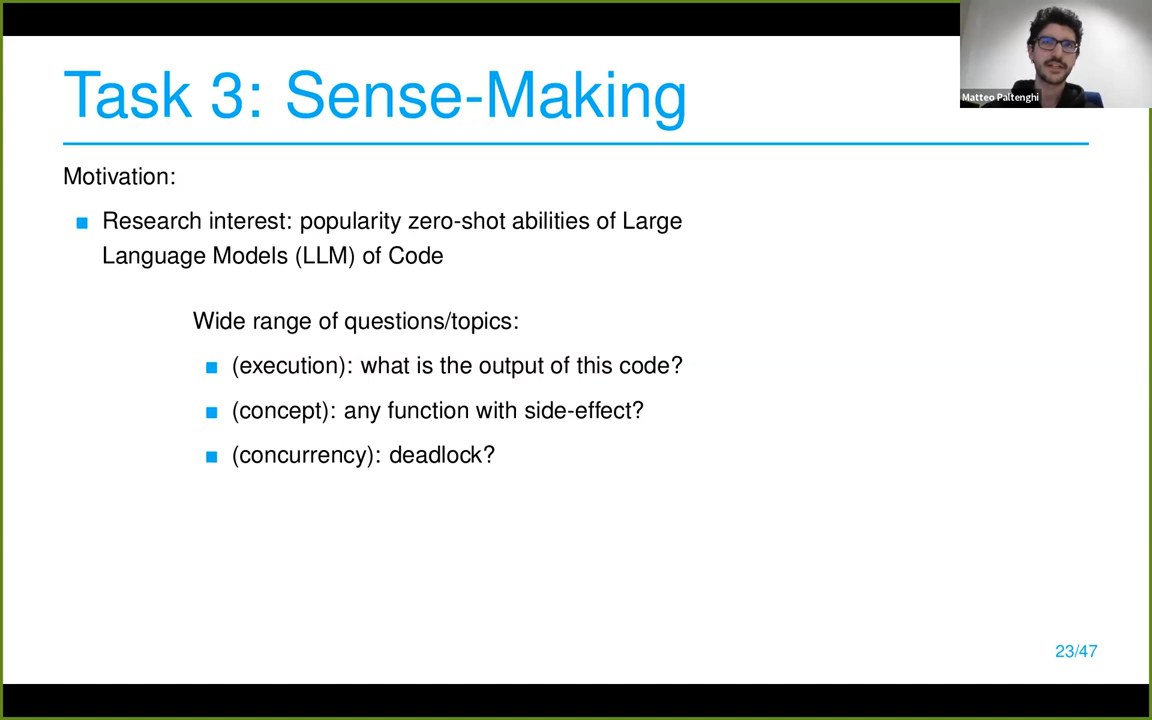 Task 3: Sense-Making
Matteo Paltenghi
Motivation:
Research interest: popularity zero-shot abilities of Large
Language Models (LLM) of Code
Wide range of questions/topics:
(execution): what is the output of this code?
(concept): any function with side-effect?
(concurrency): deadlock?
23/47